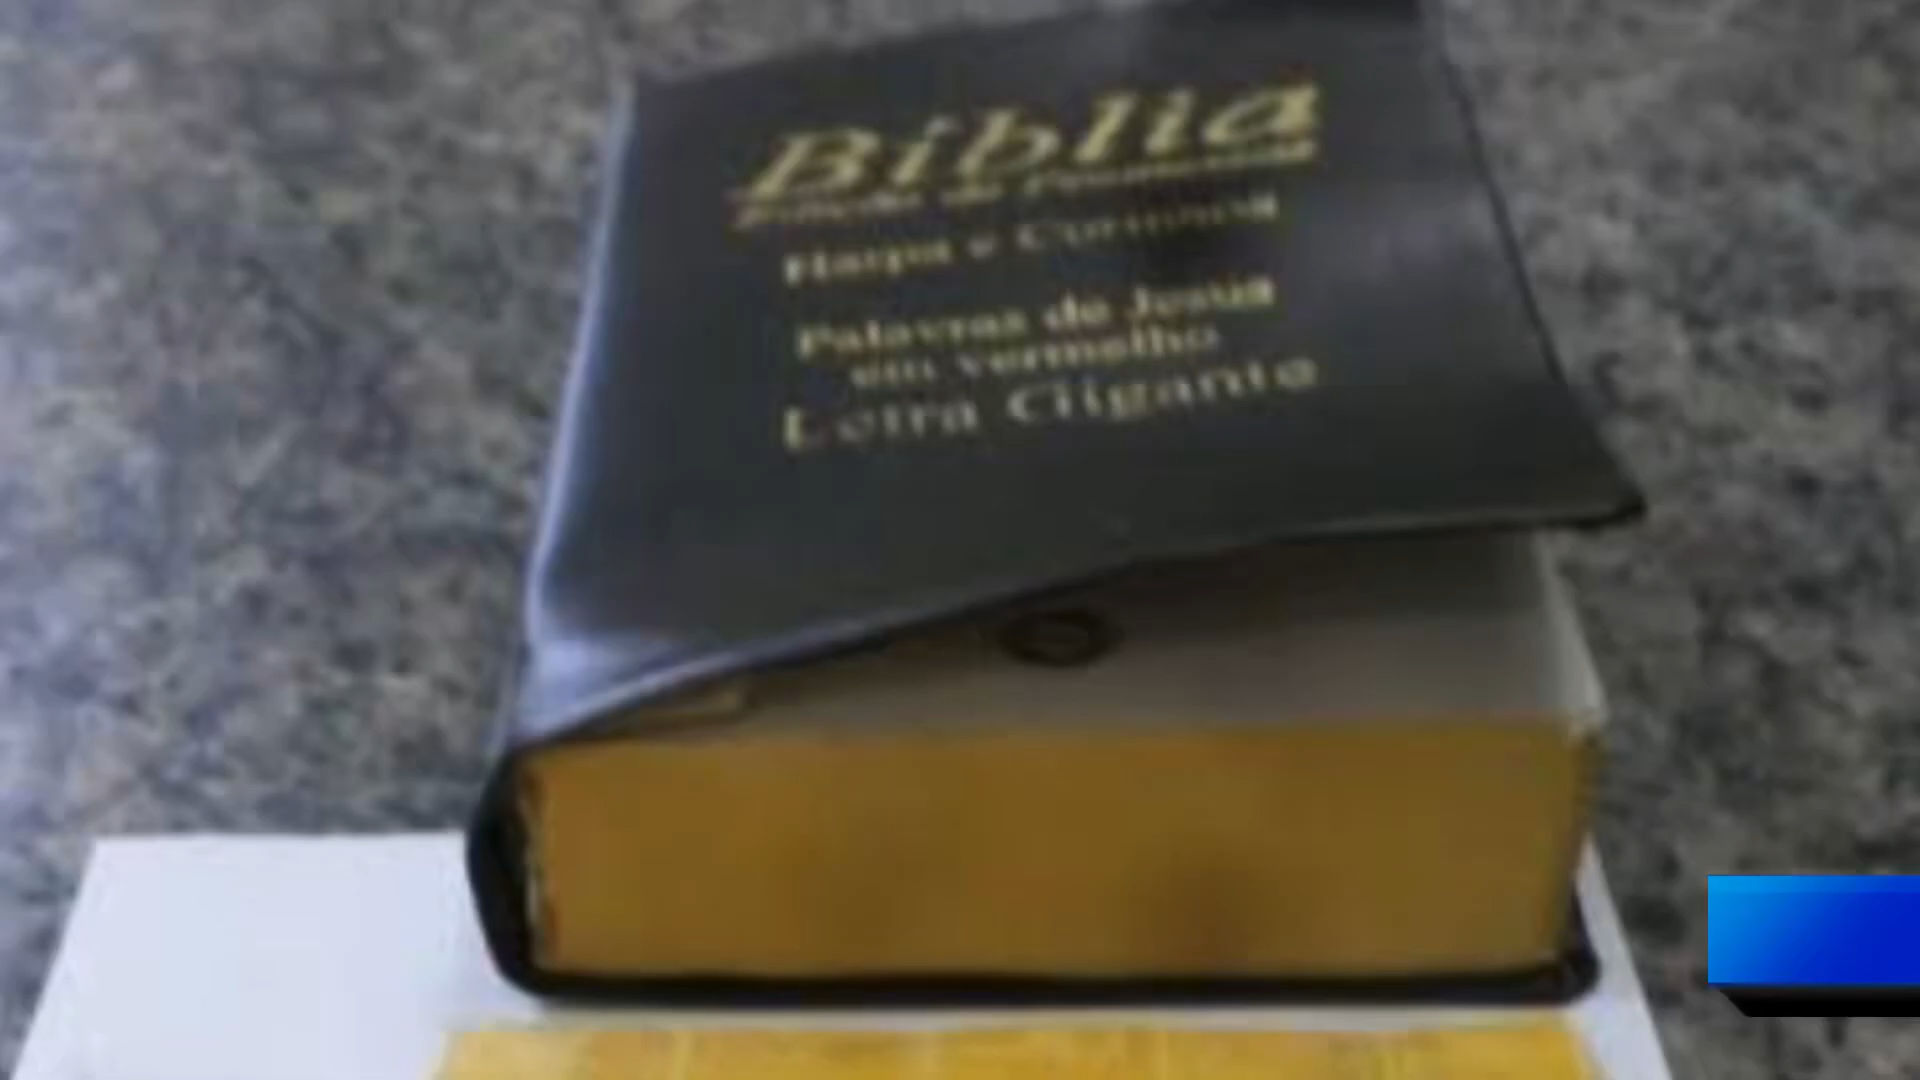 Bíblia
Harpa e Corinhos
Palavras de Jesus
em vermelho
Letra Gigante